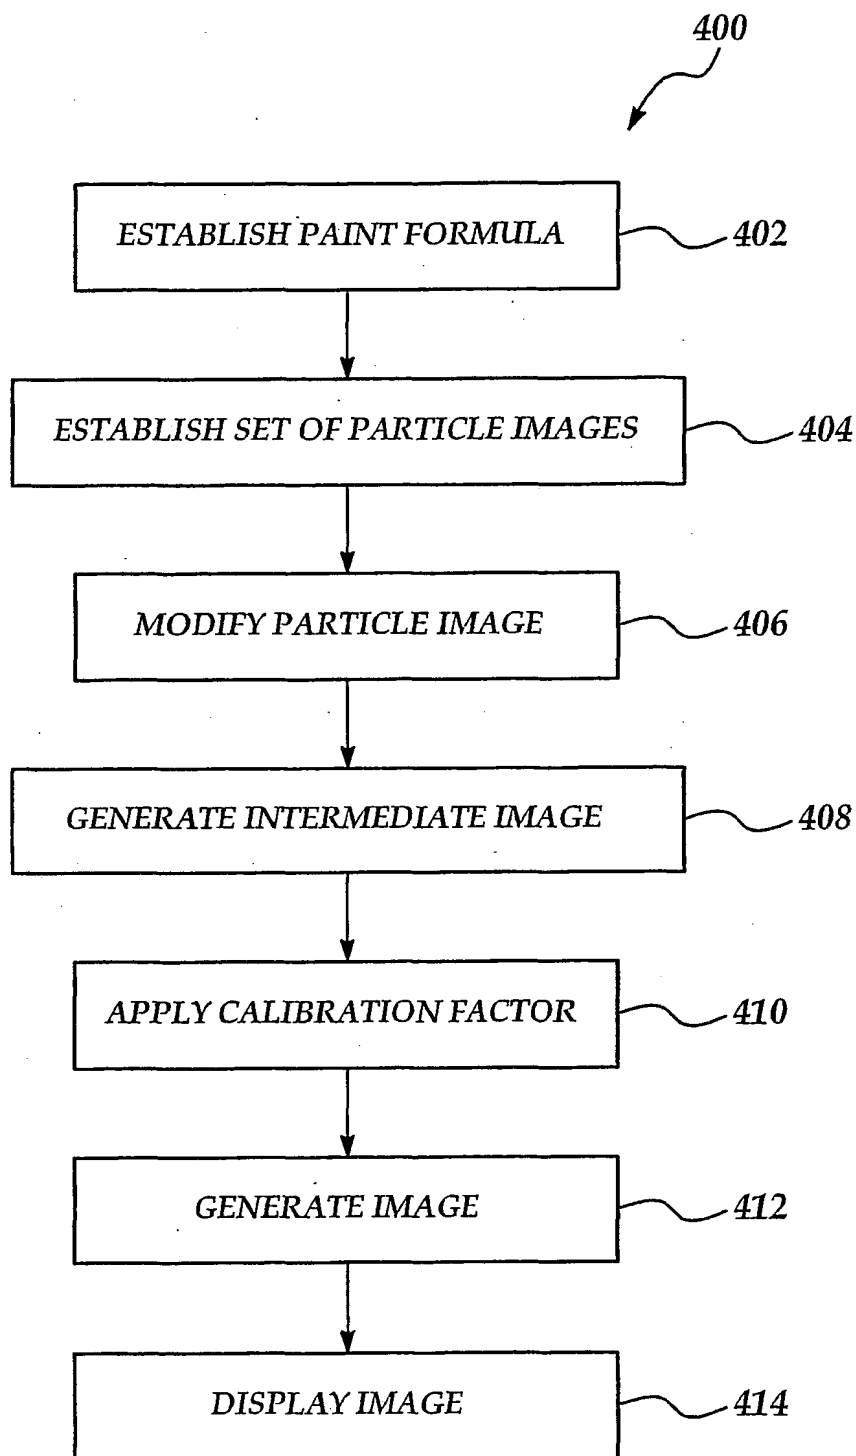 400
ESTABLISH PAINT FORMULA
402
ESTABLISH SET OF PARTICLE IMAGES
404
MODIFY PARTICLE IMAGE
406
GENERATE INTERMEDIATE IMAGE
408
APPLY CALIBRATION FACTOR
410
GENERATE IMAGE
412
DISPLAY IMAGE
414